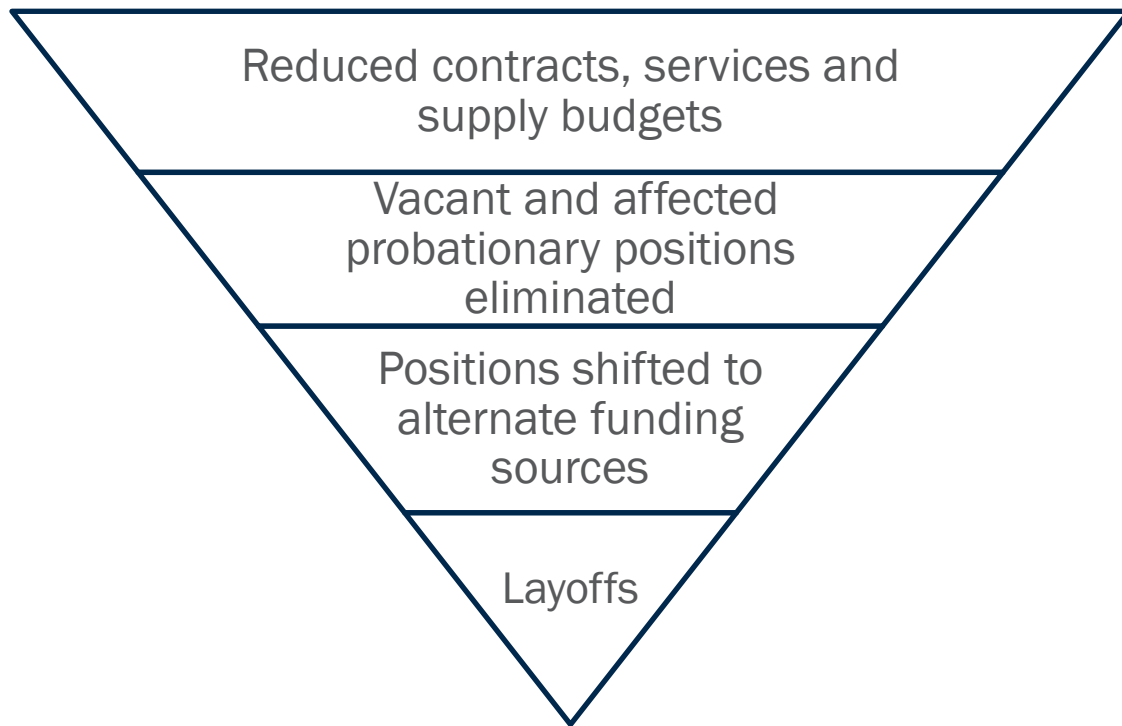 Reduced contracts, services and
supply budgets
Vacant and affected
probationary positions
eliminated
Positions shifted to
alternate funding
sources
Layoffs